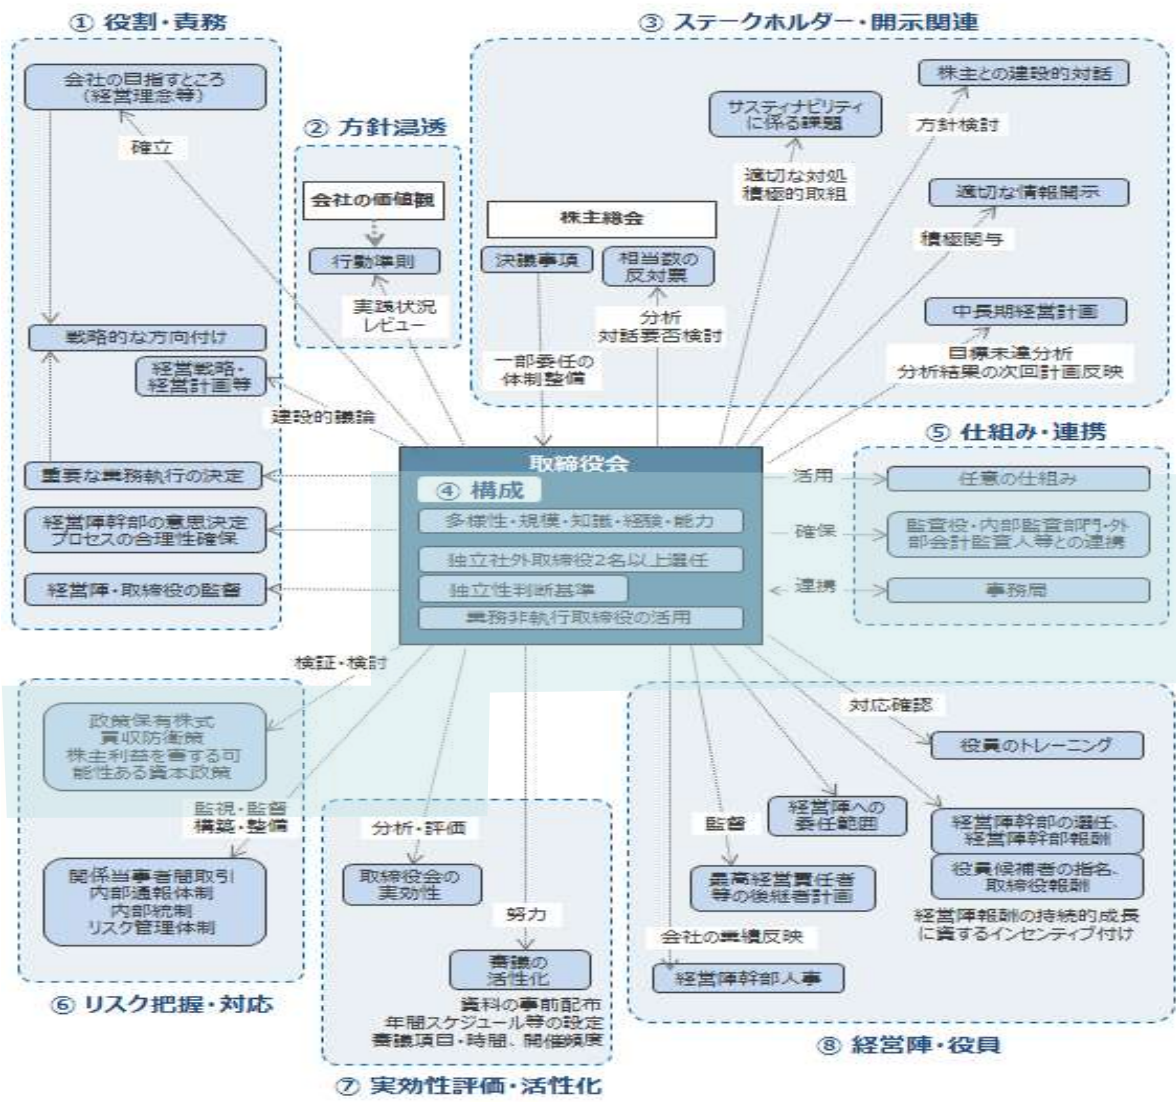 ① 役割・責務
会社の目指すところ
（経営理念等）
確立
戦略的な方向付け
経営戦略・
経営計画等
建設的議論
重要な業務執行の決定
経営陣幹部の意思決定
プロセスの合理性確保
経営陣・取締役の監督
② 方針浸透
会社の価値観
行動準則
実践状況
レビュー
③ ステークホルダー・開示関連
株主との建設的対話
方針検討
サスティナビリティ
に係る課題
適切な対処
積極的取組
適切な情報開示
積極関与
株主総会
決議事項
相当数の
反対票
分析
対話要否検討
一部委任の
体制整備
中長期経営計画
目標未達分析
分析結果の次回計画反映
取締役会
④ 構成
多様性・規模・知識・経験・能力
独立社外取締役2名以上選任
独立性判断基準
業務非執行取締役の活用
⑤ 仕組み・連携
活用
任意の仕組み
確保
監査役・内部監査部門・外
部会計監査人等との連携
連携
事務局
検証・検討
政策保有株式
買収防衛策
株主利益を害する可
能性ある資本政策
監視・監督
構築・整備
関係当事者間取引
内部通報体制
内部統制
リスク管理体制
⑥ リスク把握・対応
分析・評価
取締役会の
実効性
努力
審議の
活性化
資料の事前配布
年間スケジュール等の設定
審議項目・時間、開催頻度
⑦ 実効性評価・活性化
対応確認
役員のトレーニング
経営陣への
委任範囲
監督
最高経営責任者
等の後継者計画
経営陣幹部の選任、
経営陣幹部報酬
役員候補者の指名、
取締役報酬
経営陣報酬の持続的成長
に資するインセンティブ付け
会社の業績反映
経営陣幹部人事
⑧ 経営陣・役員